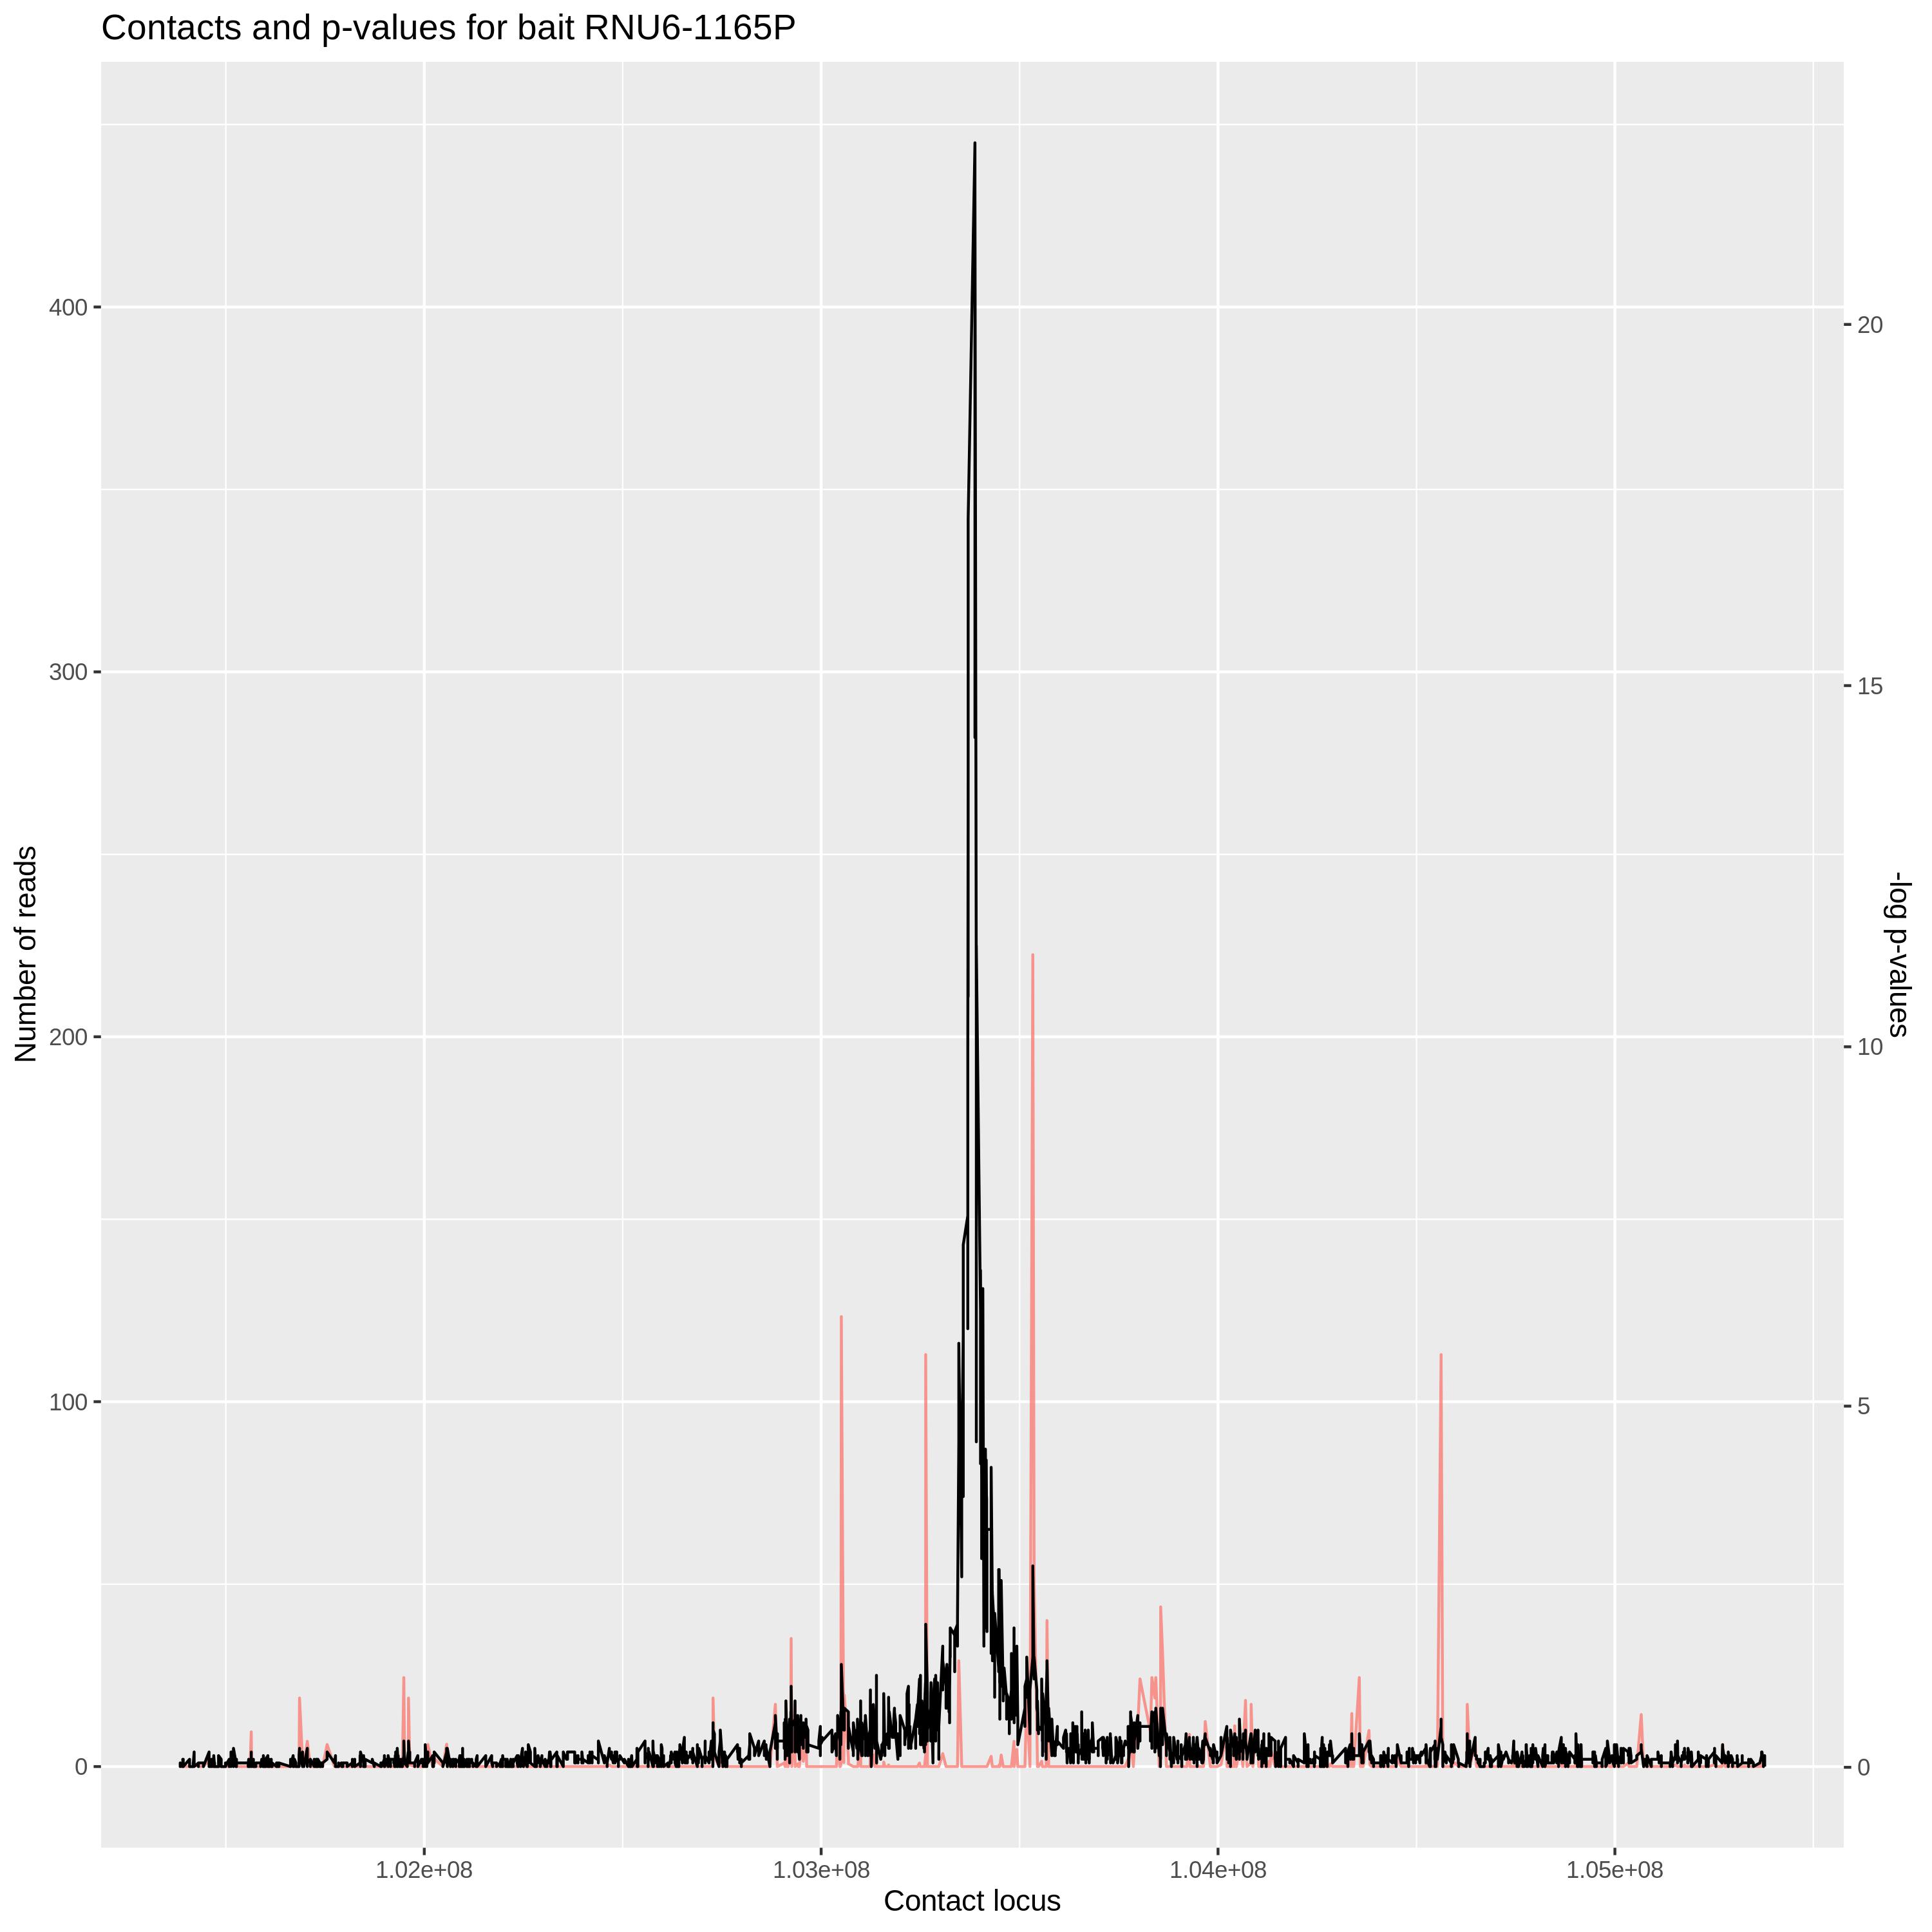 Contacts and p-values for bait RNU6-1165P
400
300
200
100
0
20
15
10
5
0
Number of reads
-log p-values
1.02e+08 1.03e+08 1.04e+08 1.05e+08
Contact locus